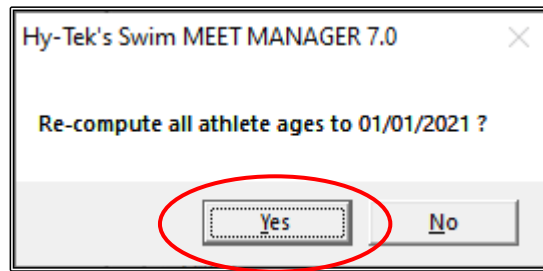 Hy-Tek's Swim MEET MANAGER 7.0
Re-compute all athlete ages to 01/01/2021 ?
Yes No